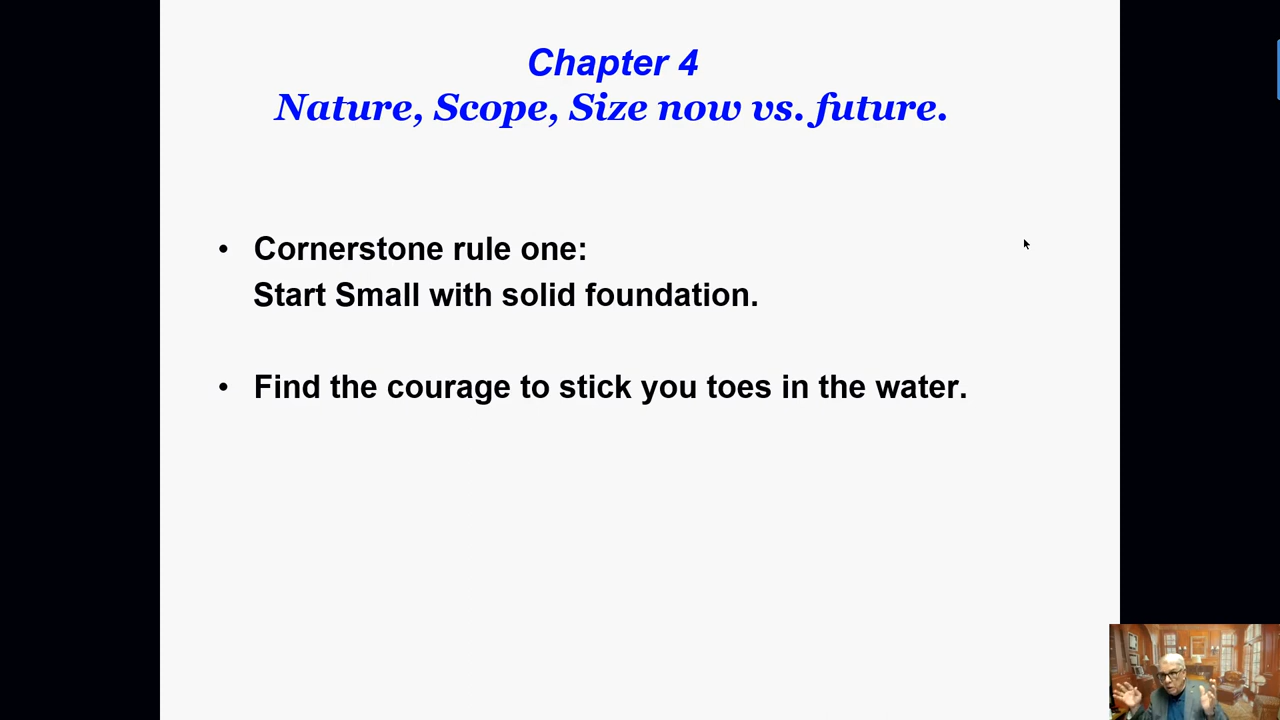 Chapter 4
Nature, Scope, Size now vs. future.
• Cornerstone rule one:
Start Small with solid foundation.
• Find the courage to stick you toes in the water.